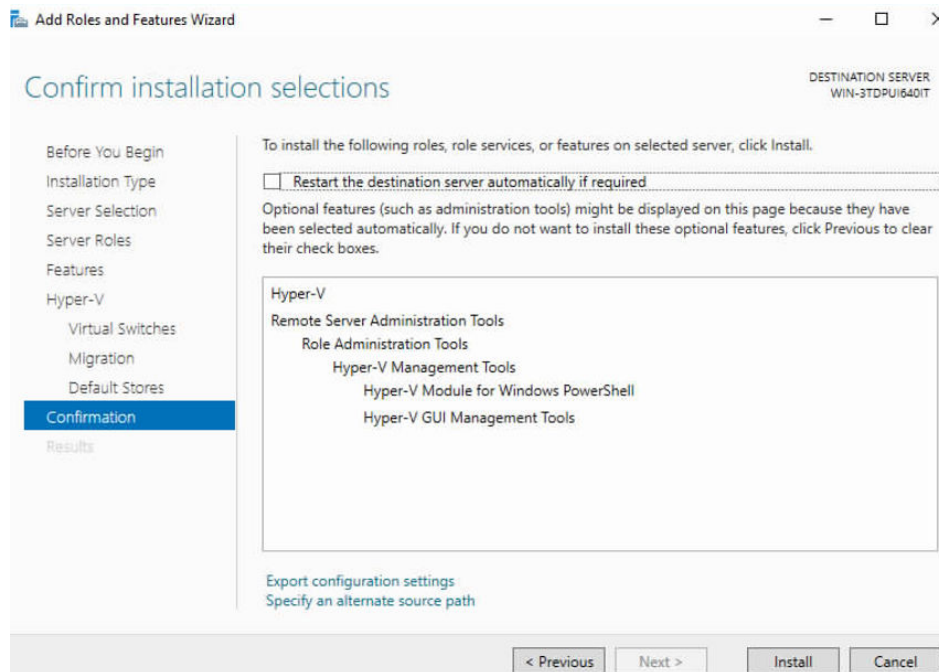 Add Roles and Features Wizard
Confirm installation selections
DESTINATION SERVER
WIN-3TDPUI640IT
Before You Begin
Installation Type
Server Selection
Server Roles
Features
Hyper-V
Virtual Switches
Migration
Default Stores
Confirmation
Results
To install the following roles, role services, or features on selected server, click Install.
Restart the destination server automatically if required
Optional features (such as administration tools) might be displayed on this page because they have
been selected automatically. If you do not want to install these optional features, click Previous to clear
their check boxes.
Hyper-V
Remote Server Administration Tools
Role Administration Tools
Hyper-V Management Tools
Hyper-V Module for Windows PowerShell
Hyper-V GUI Management Tools
Export configuration settings
Specify an alternate source path
< Previous
Next >
Install
Cancel